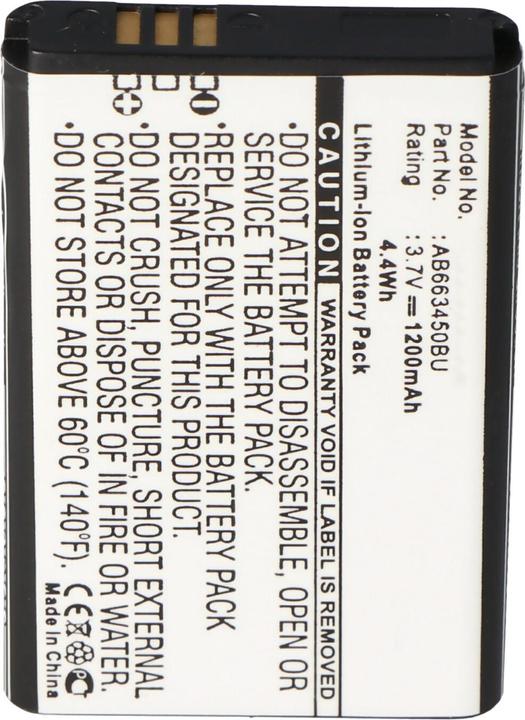 Model No.
Part No. :AB663450BU
Rating :3.7V 1200mAh
4.4Wh
Lithium-Ion Battery Pack
CAUTION WARRANTY VOID IF LABEL IS REMOVED
·DO NOT ATTEMPT TO DISASSEMBLE, OPEN OR
SERVICE THE BATTERY PACK.
·REPLACE ONLY WITH THE BATTERY PACK
DESIGNATED FOR THIS PRODUCT.
·DO NOT CRUSH, PUNCTURE, SHORT EXTERNAL
CONTACTS OR DISPOSE OF IN FIRE OR WATER.
·DO NOT STORE ABOVE 60°C (140°F).
CE
Made In China